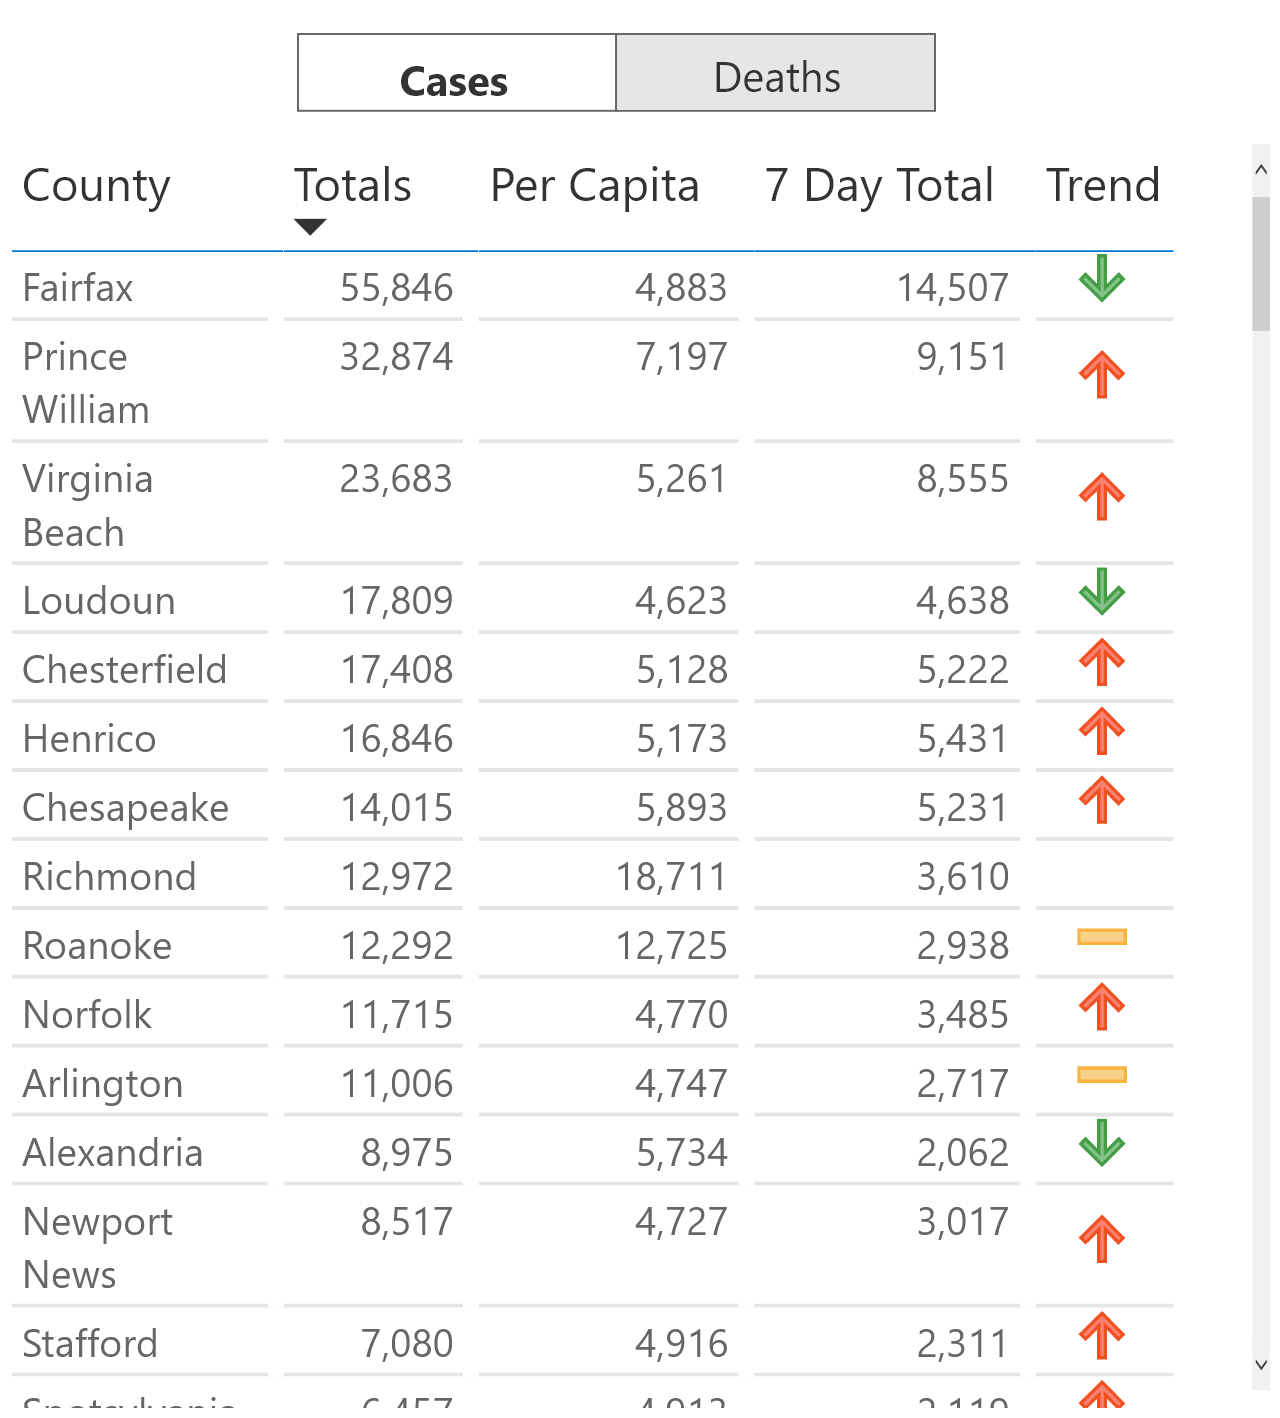 Cases Deaths
County Totals Per Capita 7 Day Total Trend
Fairfax 55,846 4,883 14,507
Prince 32,874 7,197 9,151
William
Virginia 23,683 5,261 8,555
Beach
Loudoun 17,809 4,623 4,638
Chesterfield 17,408 5,128 5,222
Henrico 16,846 5,173 5,431
Chesapeake 14,015 5,893 5,231
Richmond 12,972 18,711 3,610
Roanoke 12,292 12,725 2,938
Norfolk 11,715 4,770 3,485
Arlington 11,006 4,747 2,717
Alexandria 8,975 5,734 2,062
Newport 8,517 4,727 3,017
News
Stafford 7,080 4,916 2,311